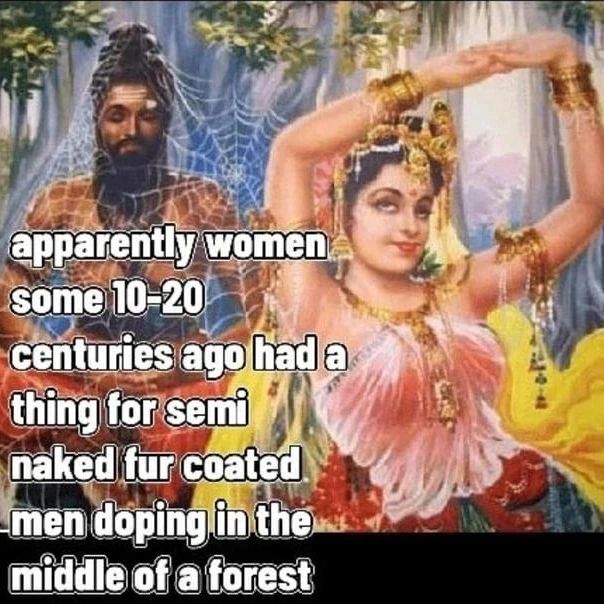 apparently women
some 10-20
centuries ago had a
thing for semi
naked fur coated
men doping in the
middle of a forest